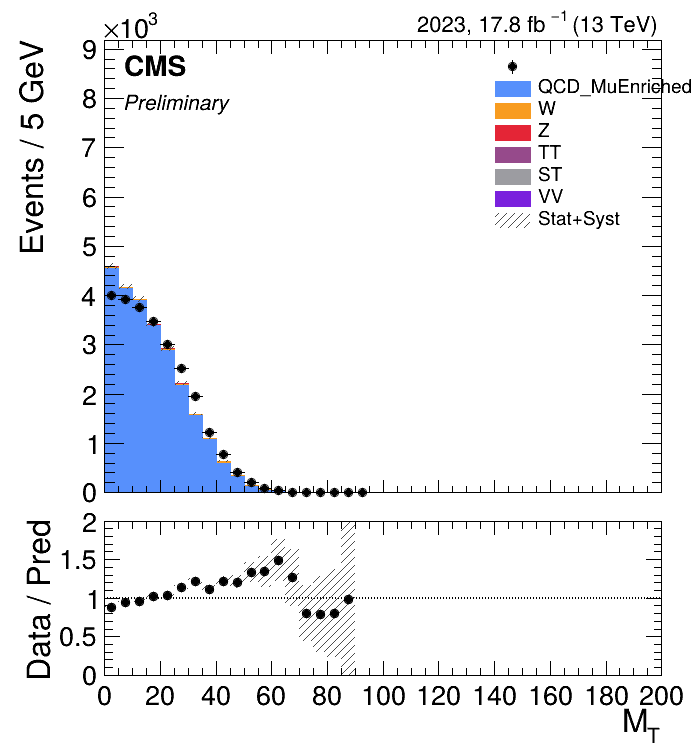 ×10³
2023, 17.8 fb⁻¹ (13 TeV)
CMS
Preliminary
QCD_MuEnriched
W
Z
TT
ST
VV
Stat+Syst
Events / 5 GeV
9
8
7
6
5
4
3
2
1
0
Data / Pred
2
1.5
1
0.5
0
0 20 40 60 80 100 120 140 160 180 200
M_T